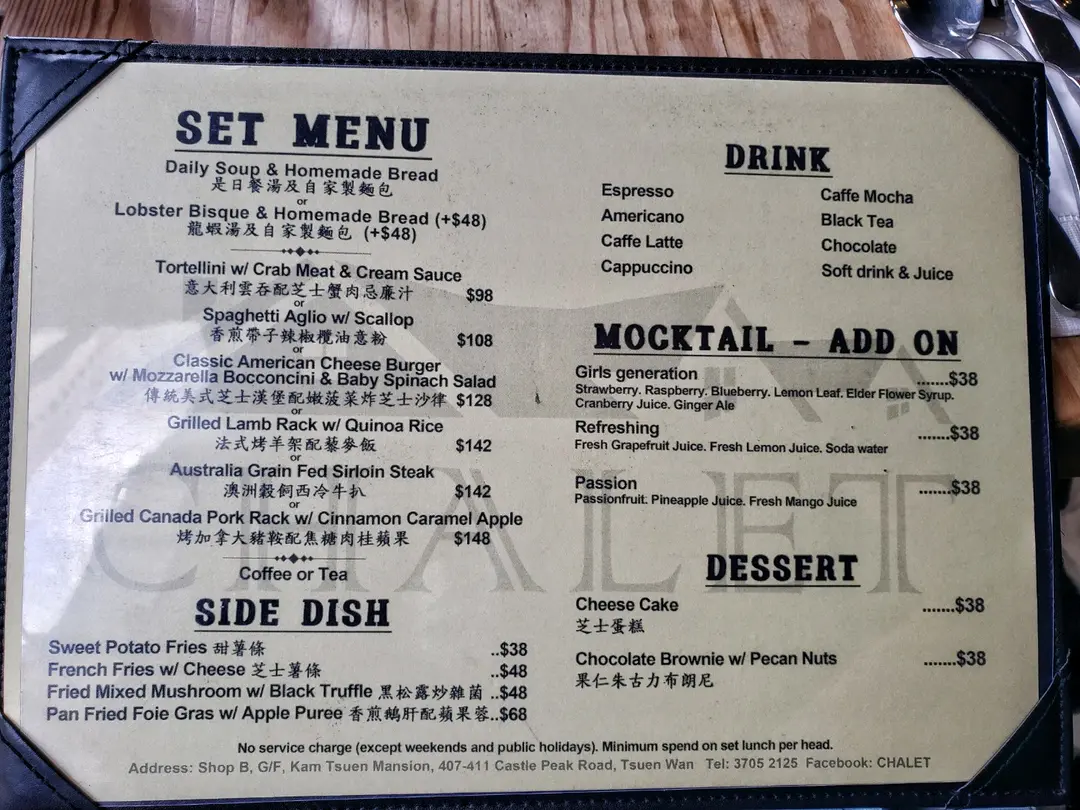 SET MENU
Daily Soup & Homemade Bread
是日餐湯及自家製麵包
or
Lobster Bisque & Homemade Bread (+$48)
龍蝦湯及自家製麵包 (+$48)
Tortellini w/ Crab Meat & Cream Sauce
意大利雲吞配芝士蟹肉忌廉汁 $98
or
Spaghetti Aglio w/ Scallop
香煎帶子辣椒欖油意粉 $108
or
Classic American Cheese Burger
w/ Mozzarella Bocconcini & Baby Spinach Salad
傳統美式芝士漢堡配嫩菠菜炸芝士沙律 $128
or
Grilled Lamb Rack w/ Quinoa Rice
法式烤羊架配藜麥飯 $142
or
Australia Grain Fed Sirloin Steak
澳洲穀飼西冷牛扒 $142
or
Grilled Canada Pork Rack w/ Cinnamon Caramel Apple
烤加拿大豬鞍配焦糖肉桂蘋果 $148
Coffee or Tea
SIDE DISH
Sweet Potato Fries 甜薯條 ..$38
French Fries w/ Cheese 芝士薯條 ..$48
Fried Mixed Mushroom w/ Black Truffle 黑松露炒雜菌 ..$48
Pan Fried Foie Gras w/ Apple Puree 香煎鵝肝配蘋果蓉..$68
DRINK
Espresso
Americano
Caffe Latte
Cappuccino
Caffe Mocha
Black Tea
Chocolate
Soft drink & Juice
MOCKTAIL - ADD ON
Girls generation .......$38
Strawberry. Raspberry. Blueberry. Lemon Leaf. Elder Flower Syrup.
Cranberry Juice. Ginger Ale
Refreshing .......$38
Fresh Grapefruit Juice. Fresh Lemon Juice. Soda water
Passion .......$38
Passionfruit. Pineapple Juice. Fresh Mango Juice
DESSERT
Cheese Cake .......$38
芝士蛋糕
Chocolate Brownie w/ Pecan Nuts .......$38
果仁朱古力布朗尼
CHALET
No service charge (except weekends and public holidays). Minimum spend on set lunch per head.
Address: Shop B, G/F, Kam Tsuen Mansion, 407-411 Castle Peak Road, Tsuen Wan Tel: 3705 2125 Facebook: CHALET